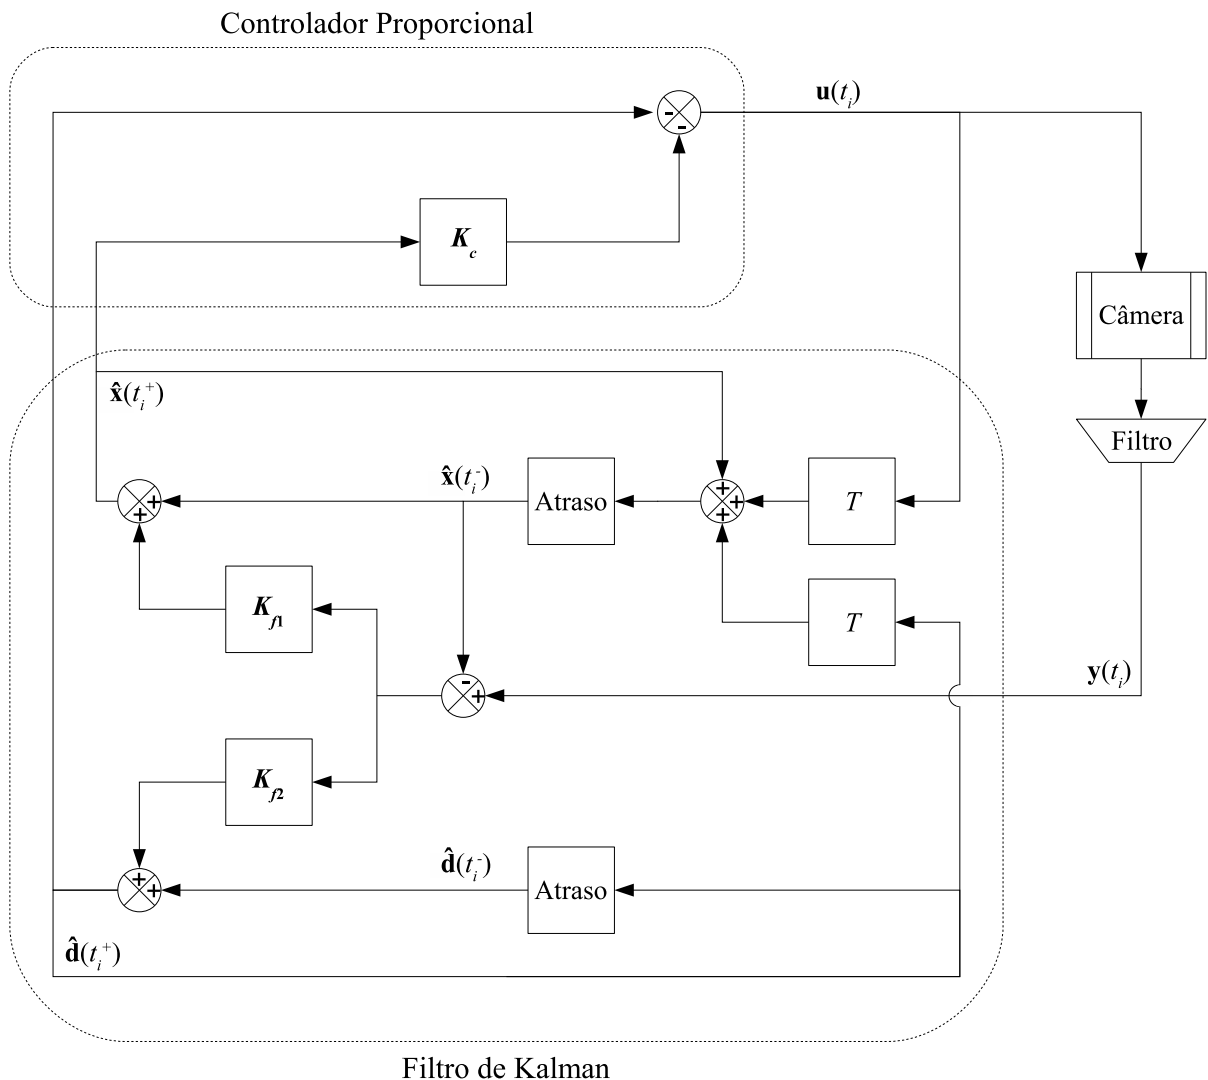 Controlador Proporcional
u(t_i)
-
-
K_c
Câmera
x̂(t_i^+)
Filtro
x̂(t_i^-)
+
+
Atraso
+
+
+
T
K_f1
T
-
+
y(t_i)
K_f2
d̂(t_i^-)
+
+
Atraso
d̂(t_i^+)
Filtro de Kalman